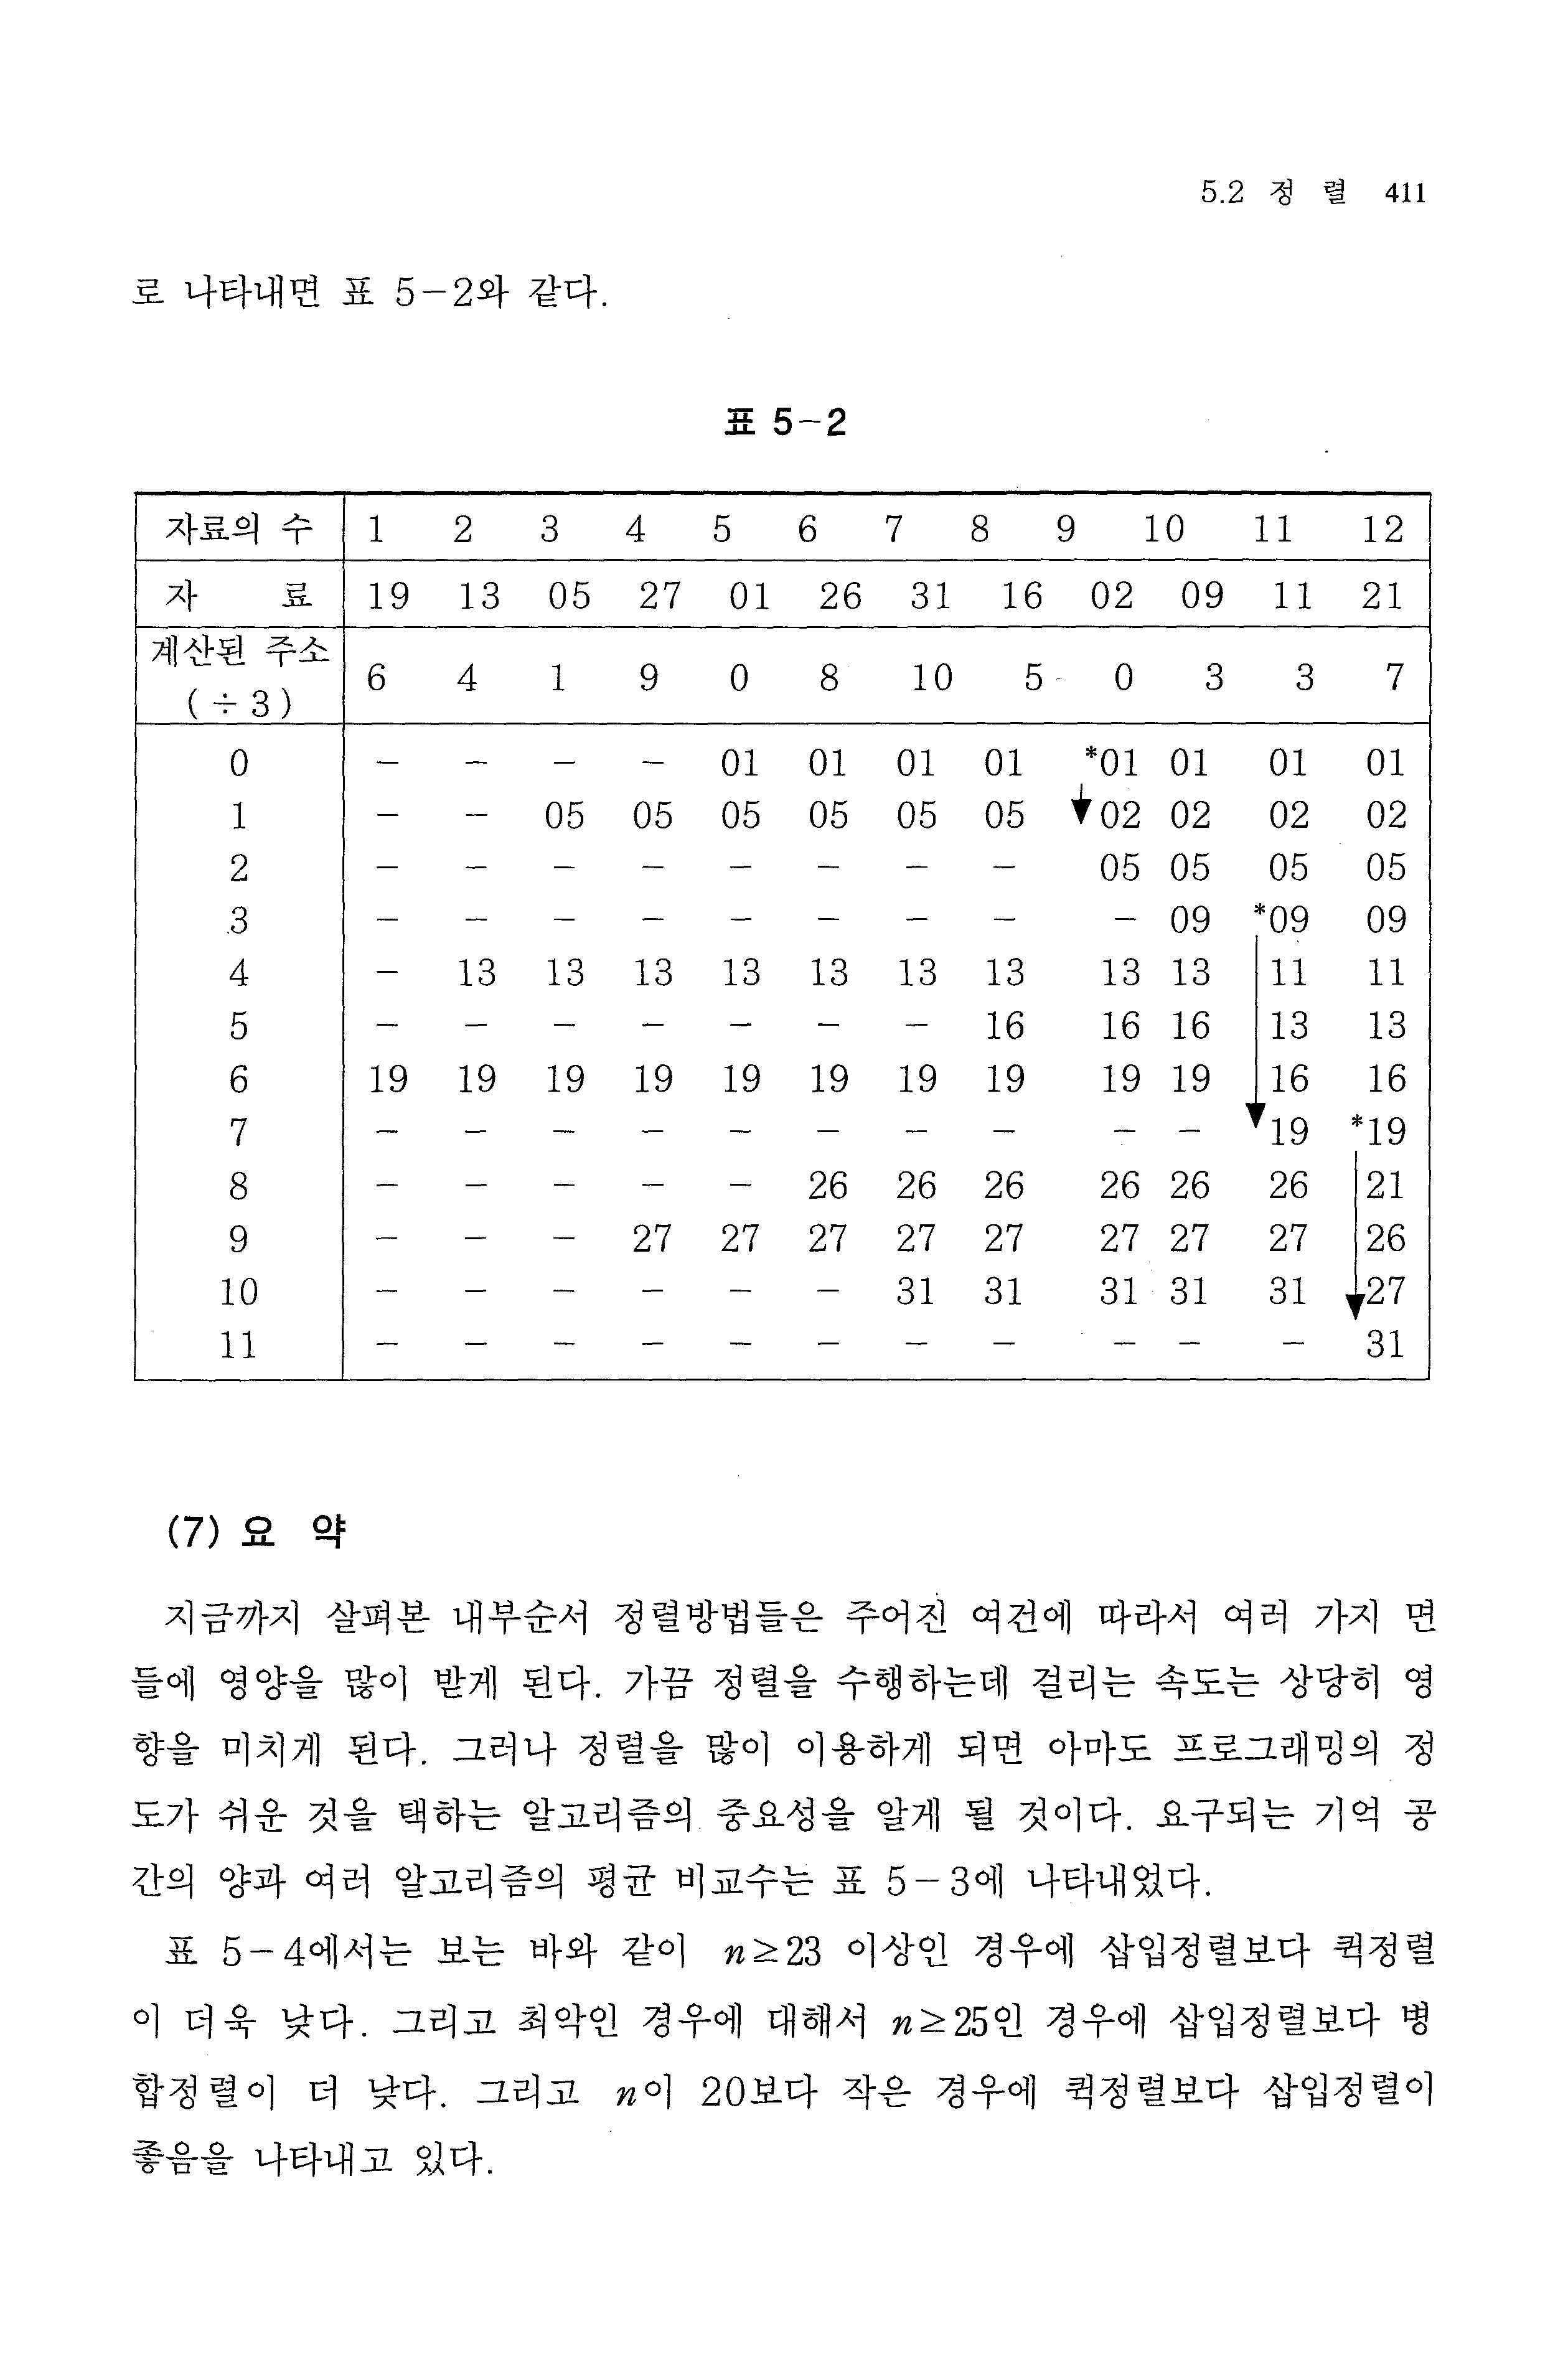 5.2 정 렬 411
로 나타내면 표 5-2와 같다.
표 5-2
자료의 수 1 2 3 4 5 6 7 8 9 10 11 12
자 료 19 13 05 27 01 26 31 16 02 09 11 21
계산된 주소
(÷3) 6 4 1 9 0 8 10 5 0 3 3 7
0 - - - - 01 01 01 01 *01 01 01 01
1 - - 05 05 05 05 05 05 02 02 02 02
2 - - - - - - - - 05 05 05 05
3 - - - - - - - - - 09 *09 09
4 - 13 13 13 13 13 13 13 13 13 11 11
5 - - - - - - - 16 16 16 13 13
6 19 19 19 19 19 19 19 19 19 19 16 16
7 - - - - - - - - - - 19 *19
8 - - - - - 26 26 26 26 26 26 21
9 - - - 27 27 27 27 27 27 27 27 26
10 - - - - - - 31 31 31 31 31 27
11 - - - - - - - - - - - 31
(7) 요 약
지금까지 살펴본 내부순서 정렬방법들은 주어진 여건에 따라서 여러 가지 면
들에 영양을 많이 받게 된다. 가끔 정렬을 수행하는데 걸리는 속도는 상당히 영
향을 미치게 된다. 그러나 정렬을 많이 이용하게 되면 아마도 프로그래밍의 정
도가 쉬운 것을 택하는 알고리즘의 중요성을 알게 될 것이다. 요구되는 기억 공
간의 양과 여러 알고리즘의 평균 비교수는 표 5-3에 나타내었다.
표 5-4에서는 보는 바와 같이 n≥23 이상인 경우에 삽입정렬보다 퀵정렬
이 더욱 낮다. 그리고 최악인 경우에 대해서 n≥25인 경우에 삽입정렬보다 병
합정렬이 더 낮다. 그리고 n이 20보다 작은 경우에 퀵정렬보다 삽입정렬이
좋음을 나타내고 있다.